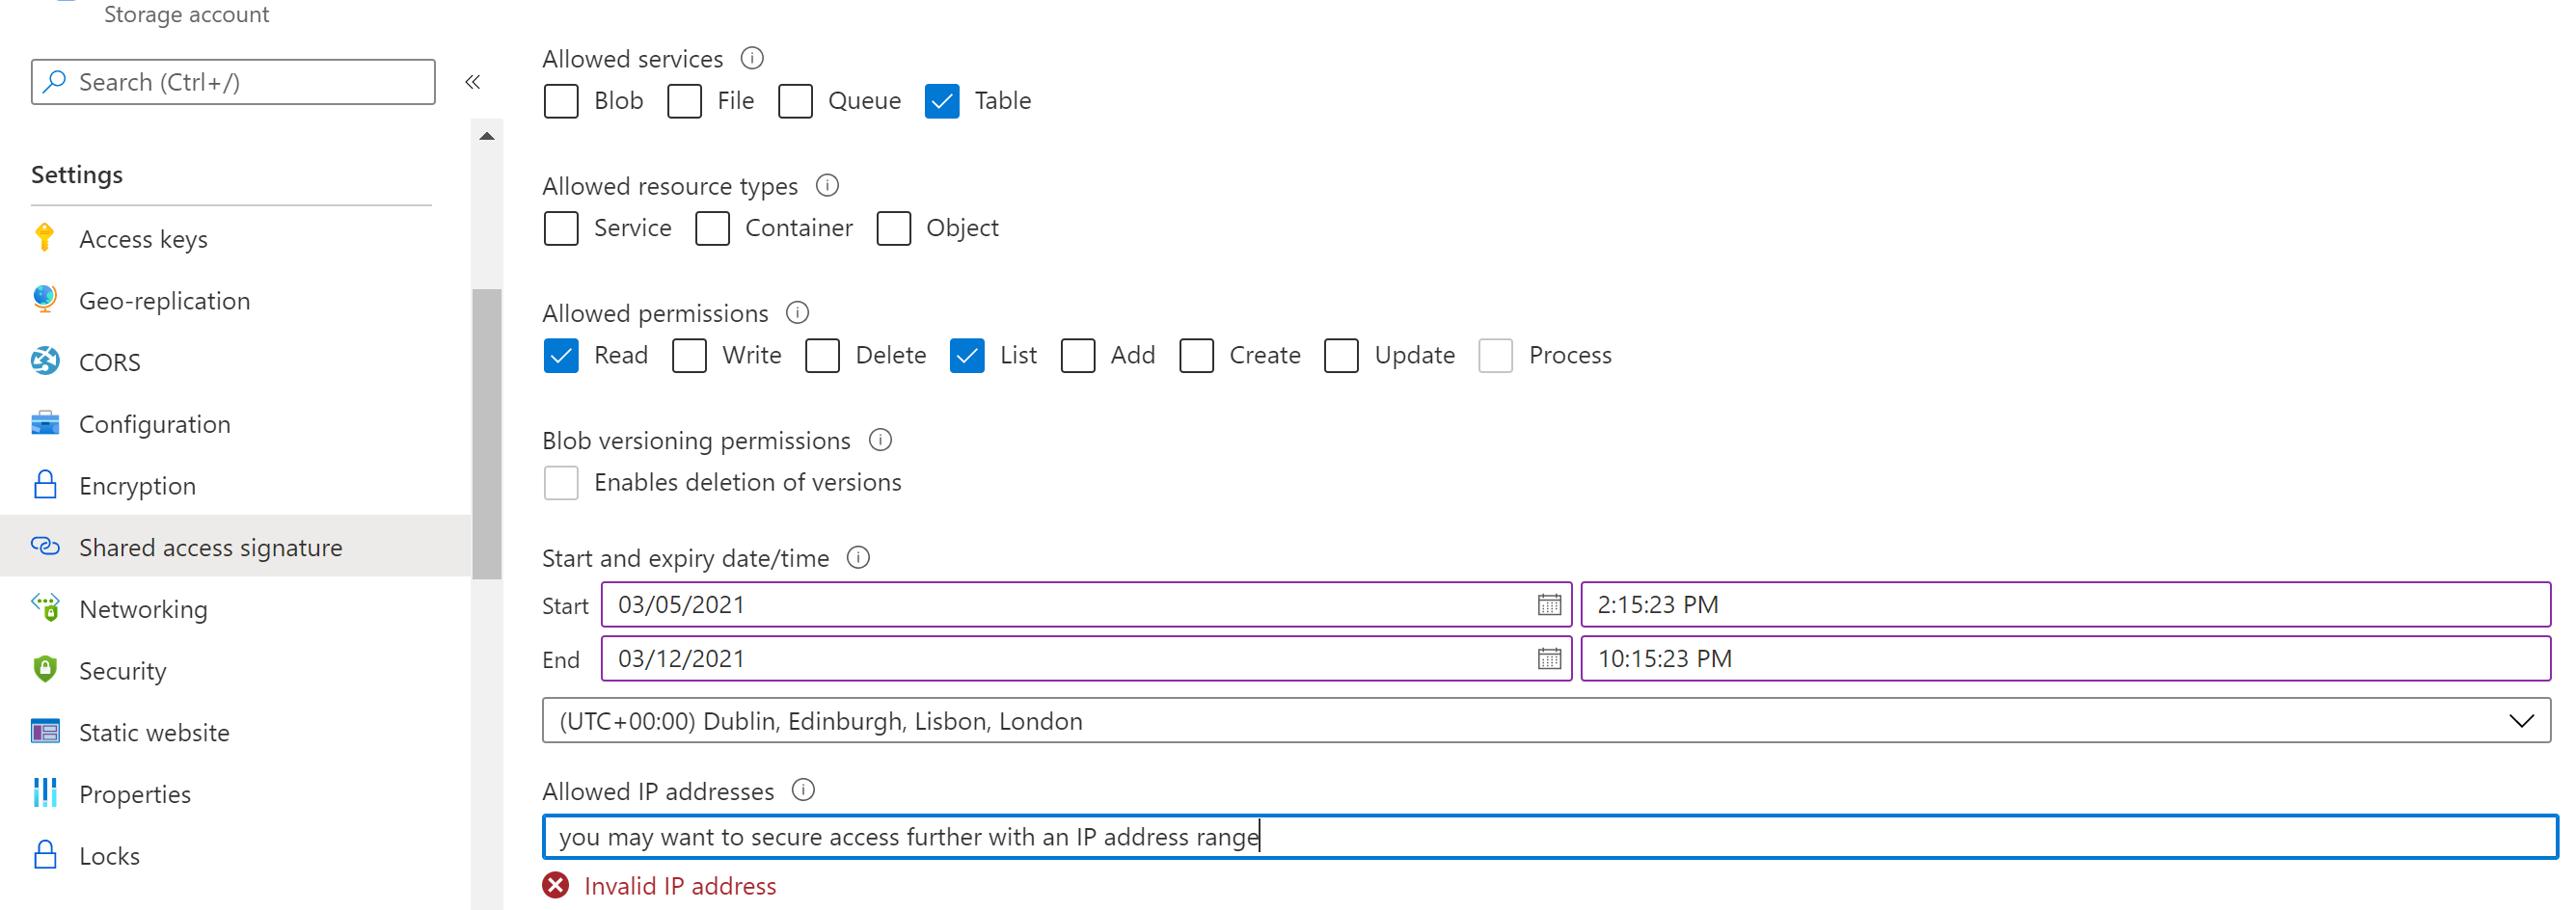 Storage account
Search (Ctrl+/)
«
Settings
Access keys
Geo-replication
CORS
Configuration
Encryption
Shared access signature
Networking
Security
Static website
Properties
Locks
Allowed services
Blob File Queue Table
Allowed resource types
Service Container Object
Allowed permissions
Read Write Delete List Add Create Update Process
Blob versioning permissions
Enables deletion of versions
Start and expiry date/time
Start 03/05/2021 2:15:23 PM
End 03/12/2021 10:15:23 PM
(UTC+00:00) Dublin, Edinburgh, Lisbon, London
Allowed IP addresses
you may want to secure access further with an IP address range
Invalid IP address